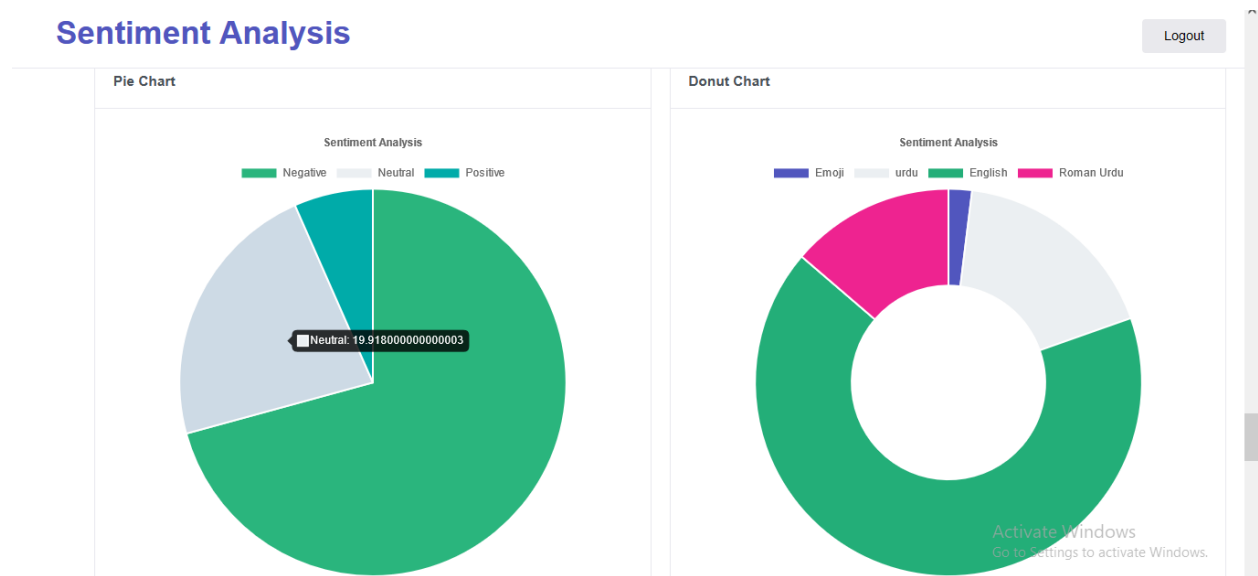 Sentiment Analysis
Logout
Pie Chart
Sentiment Analysis
Negative Neutral Positive
Neutral: 19.918000000000003
Donut Chart
Sentiment Analysis
Emoji urdu English Roman Urdu
Activate Windows
Go to Settings to activate Windows.